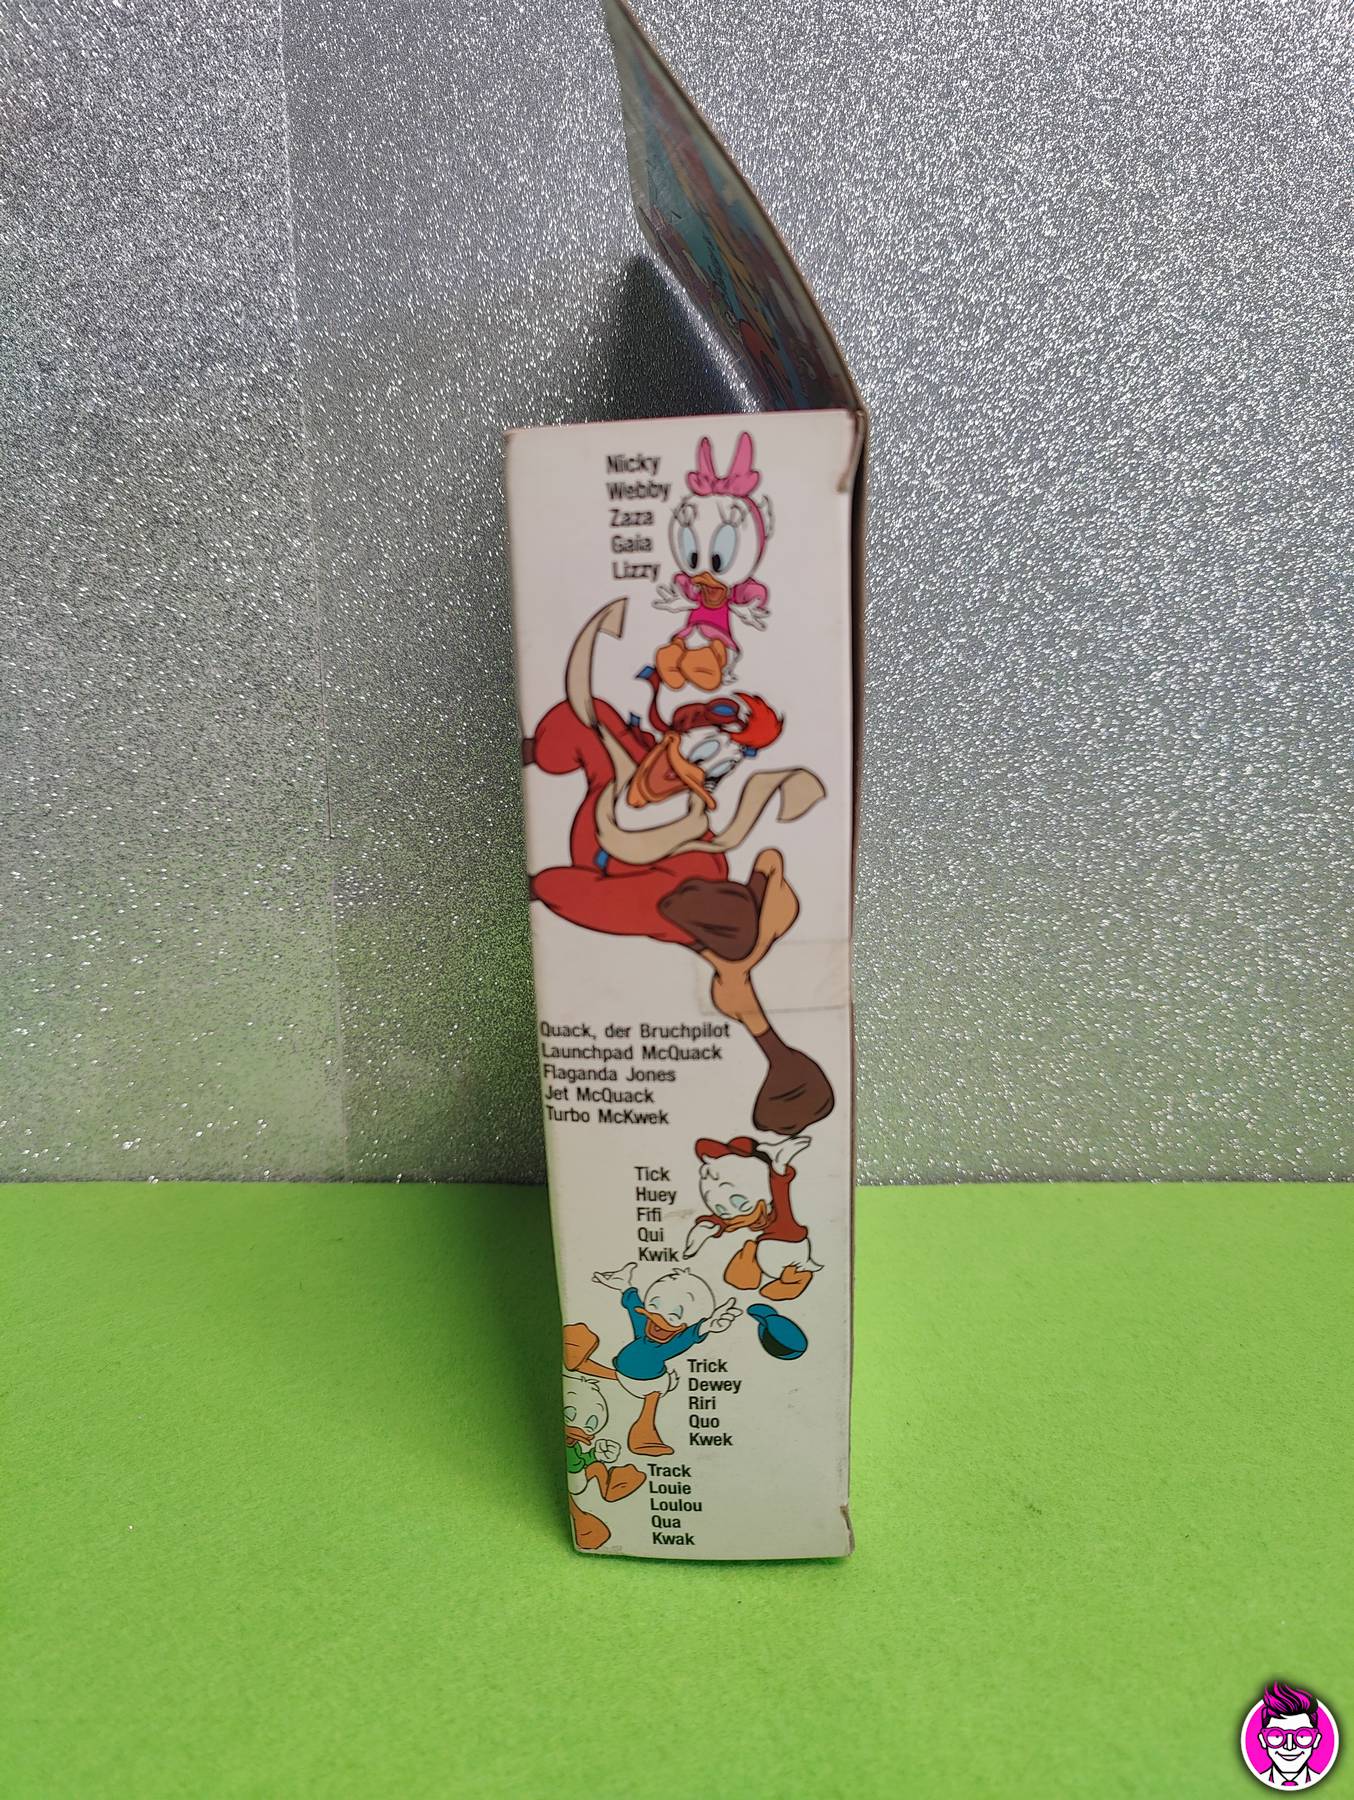 Nicky
Webby
Zaza
Gaia
Lizzy
Quack, der Bruchpilot
Launchpad McQuack
Flaganda Jones
Jet McQuack
Turbo McKwek
Tick
Huey
Fifi
Qui
Kwik
Trick
Dewey
Riri
Quo
Kwek
Track
Louie
Loulou
Qua
Kwak